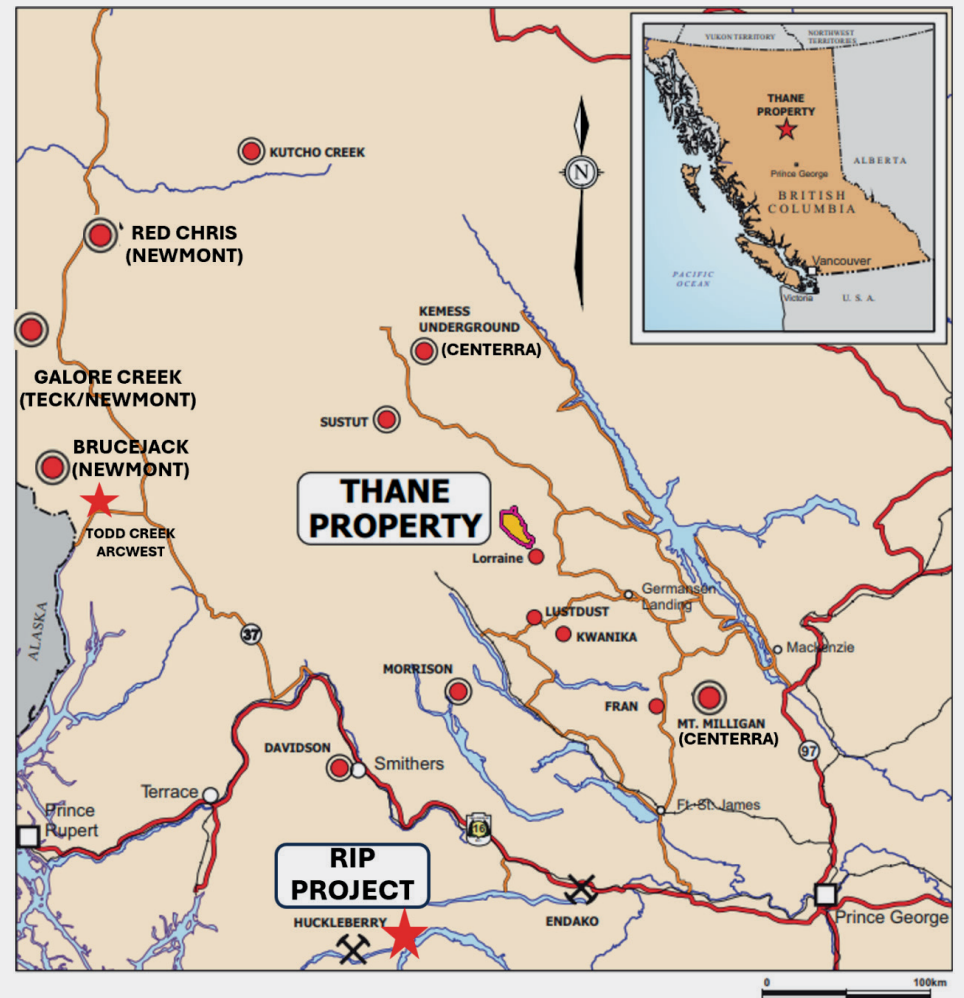 KUTCHO CREEK
RED CHRIS
(NEWMONT)
GALORE CREEK
(TECK/NEWMONT)
BRUCEJACK
(NEWMONT)
TODD CREEK
ARCWEST
ALASKA
N
KEMESS
UNDERGROUND
(CENTERRA)
SUSTUT
THANE
PROPERTY
Lorraine
Germansen
Landing
LUSTDUST
KWANIKA
Mackenzie
37
MORRISON
FRAN
MT. MILLIGAN
(CENTERRA)
97
DAVIDSON
Smithers
Terrace
Prince
Rupert
Ft. St. James
16
RIP
PROJECT
HUCKLEBERRY
ENDAKO
Prince George
0
100km
YUKON TERRITORY
NORTHWEST
TERRITORIES
THANE
PROPERTY
ALBERTA
Prince George
BRITISH
COLUMBIA
Vancouver
PACIFIC
OCEAN
Victoria
U. S. A.